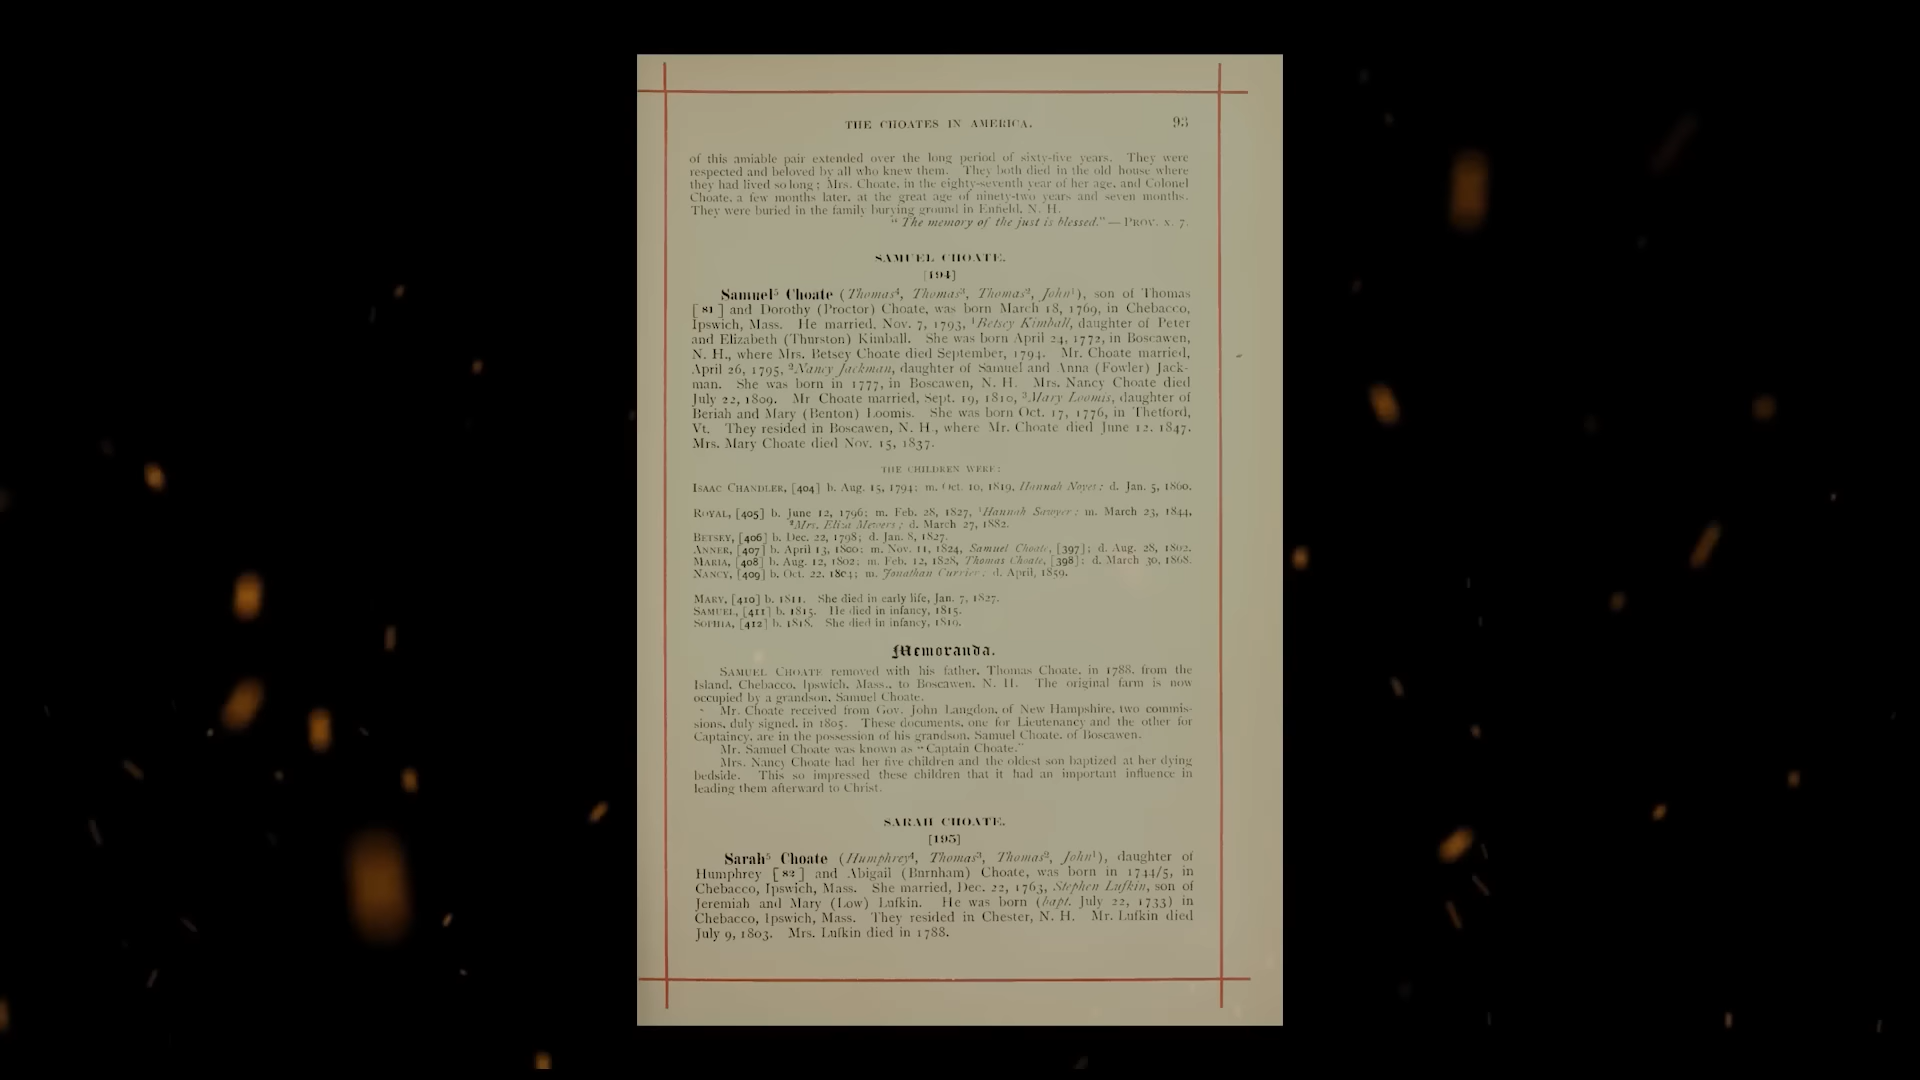 THE CHOATES IN AMERICA. 93
of this amiable pair extended over the long period of sixty-five years. They were
respected and beloved by all who knew them. They both died in the old house where
they had lived so long; Mrs. Choate, in the eighty-seventh year of her age, and Colonel
Choate, a few months later, at the great age of ninety-two years and seven months.
They were buried in the family burying ground in Enfield, N. H.
"The memory of the just is blessed."—PROV. x. 7.
SAMUEL CHOATE.
[194]
Samuel⁵ Choate (Thomas⁴, Thomas³, Thomas², John¹), son of Thomas
[81] and Dorothy (Proctor) Choate, was born March 18, 1769, in Chebacco,
Ipswich, Mass. He married, Nov. 7, 1793, ¹Betsey Kimball, daughter of Peter
and Elizabeth (Thurston) Kimball. She was born April 24, 1772, in Boscawen,
N. H., where Mrs. Betsey Choate died September, 1794. Mr. Choate married,
April 26, 1795, ²Nancy Jackman, daughter of Samuel and Anna (Fowler) Jack-
man. She was born in 1777, in Boscawen, N. H. Mrs. Nancy Choate died
July 22, 1809. Mr Choate married, Sept. 19, 1810, ³Mary Loomis, daughter of
Beriah and Mary (Benton) Loomis. She was born Oct. 17, 1776, in Thetford,
Vt. They resided in Boscawen, N. H., where Mr. Choate died June 12, 1847.
Mrs. Mary Choate died Nov. 15, 1837.
THE CHILDREN WERE:
ISAAC CHANDLER, [404] b. Aug. 15, 1794; m. Oct. 10, 1819, Hannah Noyes; d. Jan. 5, 1860.
ROYAL, [405] b. June 12, 1796; m. Feb. 28, 1827, ¹Hannah Sawyer; m. March 23, 1844,
²Mrs. Eliza Mewers; d. March 27, 1882.
BETSEY, [406] b. Dec. 22, 1798; d. Jan. 8, 1827.
ANNER, [407] b. April 13, 1800; m. Nov. 11, 1824, Samuel Choate, [397]; d. Aug. 28,
MARIA, [408] b. Aug. 12, 1802; m. Feb. 12, 1828, Thomas Choate, [398]; d. March 30, 1868.
NANCY, [409] b. Oct. 22, 1804; m. Jonathan Currier; d. April, 1859.
MARY, [410] b. 1811. She died in early life, Jan. 7, 1827.
SAMUEL, [411] b. 1815. He died in infancy, 1815.
SOPHIA, [412] b. 1818. She died in infancy, 1819.
Memoranda.
SAMUEL CHOATE removed with his father, Thomas Choate, in 1788, from the
Island, Chebacco, Ipswich, Mass., to Boscawen, N. H. The original farm is now
occupied by a grandson, Samuel Choate.
Mr. Choate received from Gov. John Langdon, of New Hampshire, two commis-
sions, duly signed, in 1805. These documents, one for Lieutenancy and the other for
Captaincy, are in the possession of his grandson, Samuel Choate, of Boscawen.
Mr. Samuel Choate was known as "Captain Choate."
Mrs. Nancy Choate had her five children and the oldest son baptized at her dying
bedside. This so impressed these children that it had an important influence in
leading them afterward to Christ.
SARAH CHOATE.
[195]
Sarah⁵ Choate (Humphrey⁴, Thomas³, Thomas², John¹), daughter of
Humphrey [82] and Abigail (Burnham) Choate, was born in 1744/5, in
Chebacco, Ipswich, Mass. She married, Dec. 22, 1763, Stephen Lufkin, son of
Jeremiah and Mary (Low) Lufkin. He was born (bapt. July 22, 1733) in
Chebacco, Ipswich, Mass. They resided in Chester, N. H. Mr. Lufkin died
July 9, 1803. Mrs. Lufkin died in 1788.